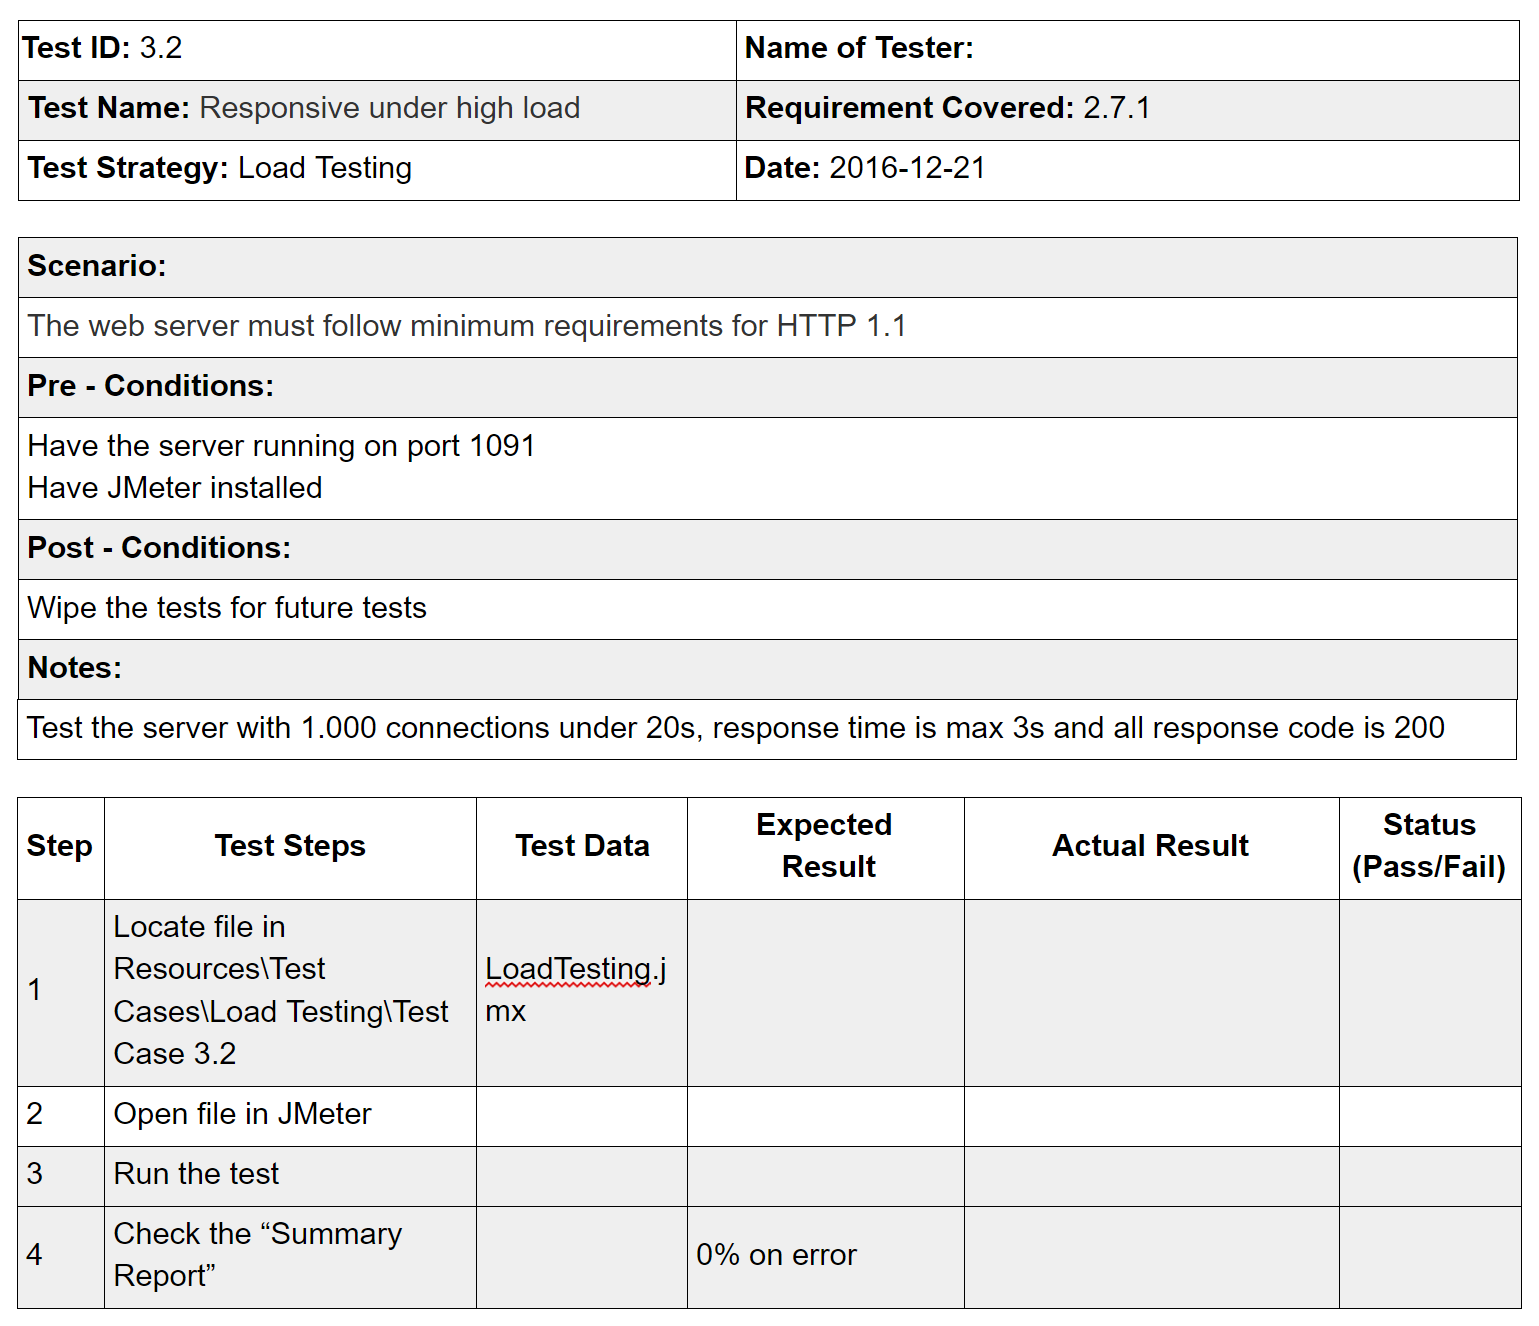 Test ID: 3.2
Name of Tester:
Test Name: Responsive under high load
Requirement Covered: 2.7.1
Test Strategy: Load Testing
Date: 2016-12-21
Scenario:
The web server must follow minimum requirements for HTTP 1.1
Pre - Conditions:
Have the server running on port 1091
Have JMeter installed
Post - Conditions:
Wipe the tests for future tests
Notes:
Test the server with 1.000 connections under 20s, response time is max 3s and all response code is 200
Step
Test Steps
Test Data
Expected
Result
Actual Result
Status
(Pass/Fail)
1
Locate file in
Resources\Test
Cases\Load Testing\Test
Case 3.2
LoadTesting.j
mx
2
Open file in JMeter
3
Run the test
4
Check the “Summary
Report”
0% on error